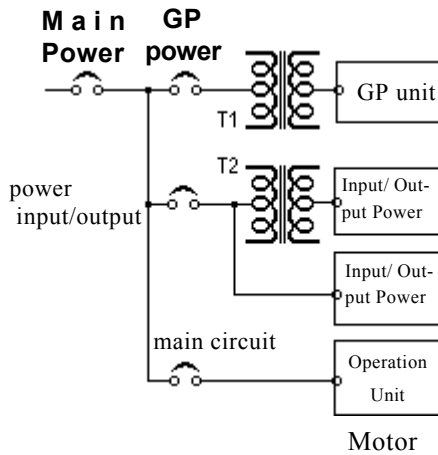 Main
Power
GP
power
T1
GP unit
T2
power
input/output
Input/ Out-
put Power
Input/ Out-
put Power
main circuit
Operation
Unit
Motor